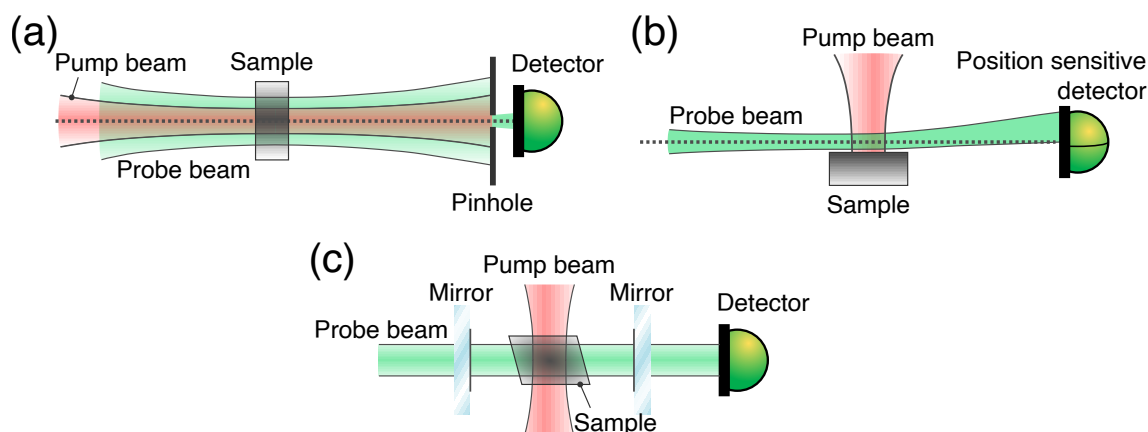 (a)
Pump beam
Sample
Detector
Probe beam
Pinhole
(b)
Pump beam
Position sensitive
detector
Probe beam
Sample
(c)
Pump beam
Mirror
Mirror
Detector
Probe beam
Sample